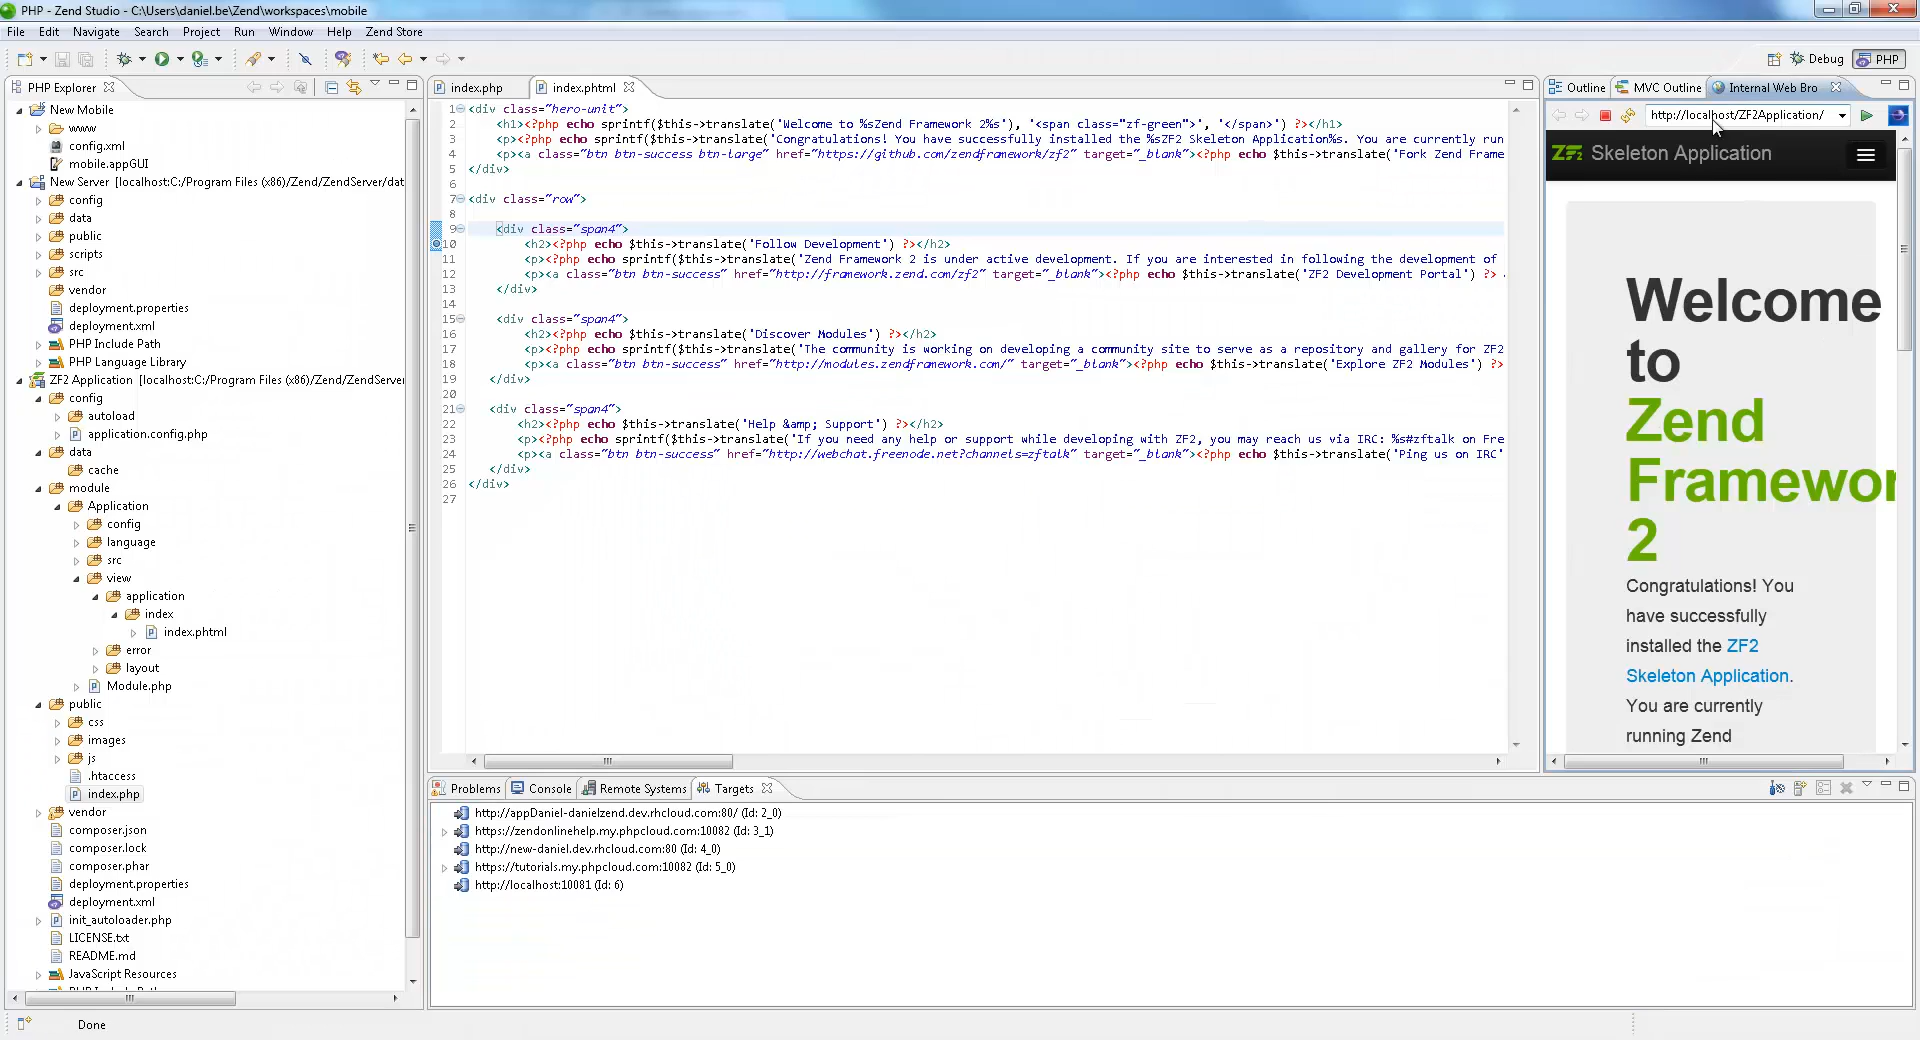 PHP - Zend Studio - C:\Users\daniel.be\Zend\workspaces\mobile
File Edit Navigate Search Project Run Window Help Zend Store
Debug PHP
PHP Explorer
New Mobile
www
config.xml
mobile.appGUI
New Server [localhost:C:/Program Files (x86)/Zend/ZendServer/dat
config
data
public
scripts
src
vendor
deployment.properties
deployment.xml
PHP Include Path
PHP Language Library
ZF2 Application [localhost:C:/Program Files (x86)/Zend/ZendServer
config
autoload
application.config.php
data
cache
module
Application
config
language
src
view
application
index
index.phtml
error
layout
Module.php
public
css
images
js
.htaccess
index.php
vendor
composer.json
composer.lock
composer.phar
deployment.properties
deployment.xml
init_autoloader.php
LICENSE.txt
README.md
JavaScript Resources
Done
index.php index.phtml
1 <div class="hero-unit">
2 <h1><?php echo sprintf($this->translate('Welcome to %sZend Framework 2%s'), '<span class="zf-green">', '</span>') ?></h1>
3 <p><?php echo sprintf($this->translate('Congratulations! You have successfully installed the %sZF2 Skeleton Application%s. You are currently run
4 <p><a class="btn btn-success btn-large" href="https://github.com/zendframework/zf2" target="_blank"><?php echo $this->translate('Fork Zend Frame
5 </div>
6
7 <div class="row">
8
9 <div class="span4">
10 <h2><?php echo $this->translate('Follow Development') ?></h2>
11 <p><?php echo sprintf($this->translate('Zend Framework 2 is under active development. If you are interested in following the development of
12 <p><a class="btn btn-success" href="http://framework.zend.com/zf2" target="_blank"><?php echo $this->translate('ZF2 Development Portal') ?>
13 </div>
14
15 <div class="span4">
16 <h2><?php echo $this->translate('Discover Modules') ?></h2>
17 <p><?php echo sprintf($this->translate('The community is working on developing a community site to serve as a repository and gallery for ZF2
18 <p><a class="btn btn-success" href="http://modules.zendframework.com/" target="_blank"><?php echo $this->translate('Explore ZF2 Modules') ?>
19 </div>
20
21 <div class="span4">
22 <h2><?php echo $this->translate('Help &amp; Support') ?></h2>
23 <p><?php echo sprintf($this->translate('If you need any help or support while developing with ZF2, you may reach us via IRC: %s#zftalk on Fre
24 <p><a class="btn btn-success" href="http://webchat.freenode.net?channels=zftalk" target="_blank"><?php echo $this->translate('Ping us on IRC'
25 </div>
26 </div>
27
Outline MVC Outline Internal Web Bro
http://localhost/ZF2Application/
ZF2 Skeleton Application
Welcome
to
Zend
Framewor
2
Congratulations! You
have successfully
installed the ZF2
Skeleton Application.
You are currently
running Zend
Problems Console Remote Systems Targets
http://appDaniel-danielzend.dev.rhcloud.com:80/ (Id: 2_0)
https://zendonlinehelp.my.phpcloud.com:10082 (Id: 3_1)
http://new-daniel.dev.rhcloud.com:80 (Id: 4_0)
https://tutorials.my.phpcloud.com:10082 (Id: 5_0)
http://localhost:10081 (Id: 6)